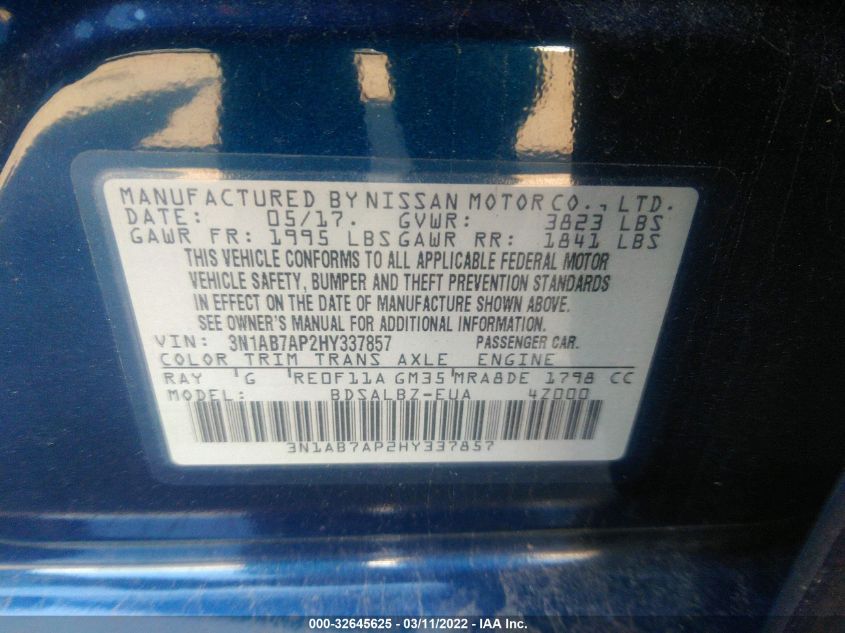 MANUFACTURED BY NISSAN MOTOR CO., LTD.
DATE: 05/17. GVWR: 3823 LBS
GAWR FR: 1995 LBS GAWR RR: 1841 LBS
THIS VEHICLE CONFORMS TO ALL APPLICABLE FEDERAL MOTOR
VEHICLE SAFETY, BUMPER AND THEFT PREVENTION STANDARDS
IN EFFECT ON THE DATE OF MANUFACTURE SHOWN ABOVE.
SEE OWNER'S MANUAL FOR ADDITIONAL INFORMATION.
VIN: 3N1AB7AP2HY337857 PASSENGER CAR.
COLOR TRIM TRANS AXLE ENGINE
RAY G RE0F11A GM35 MRA8DE 1798 CC
MODEL: BDSALBZ-EUA 4Z000
3N1AB7AP2HY337857
000-32645625 - 03/11/2022 - IAAI.com